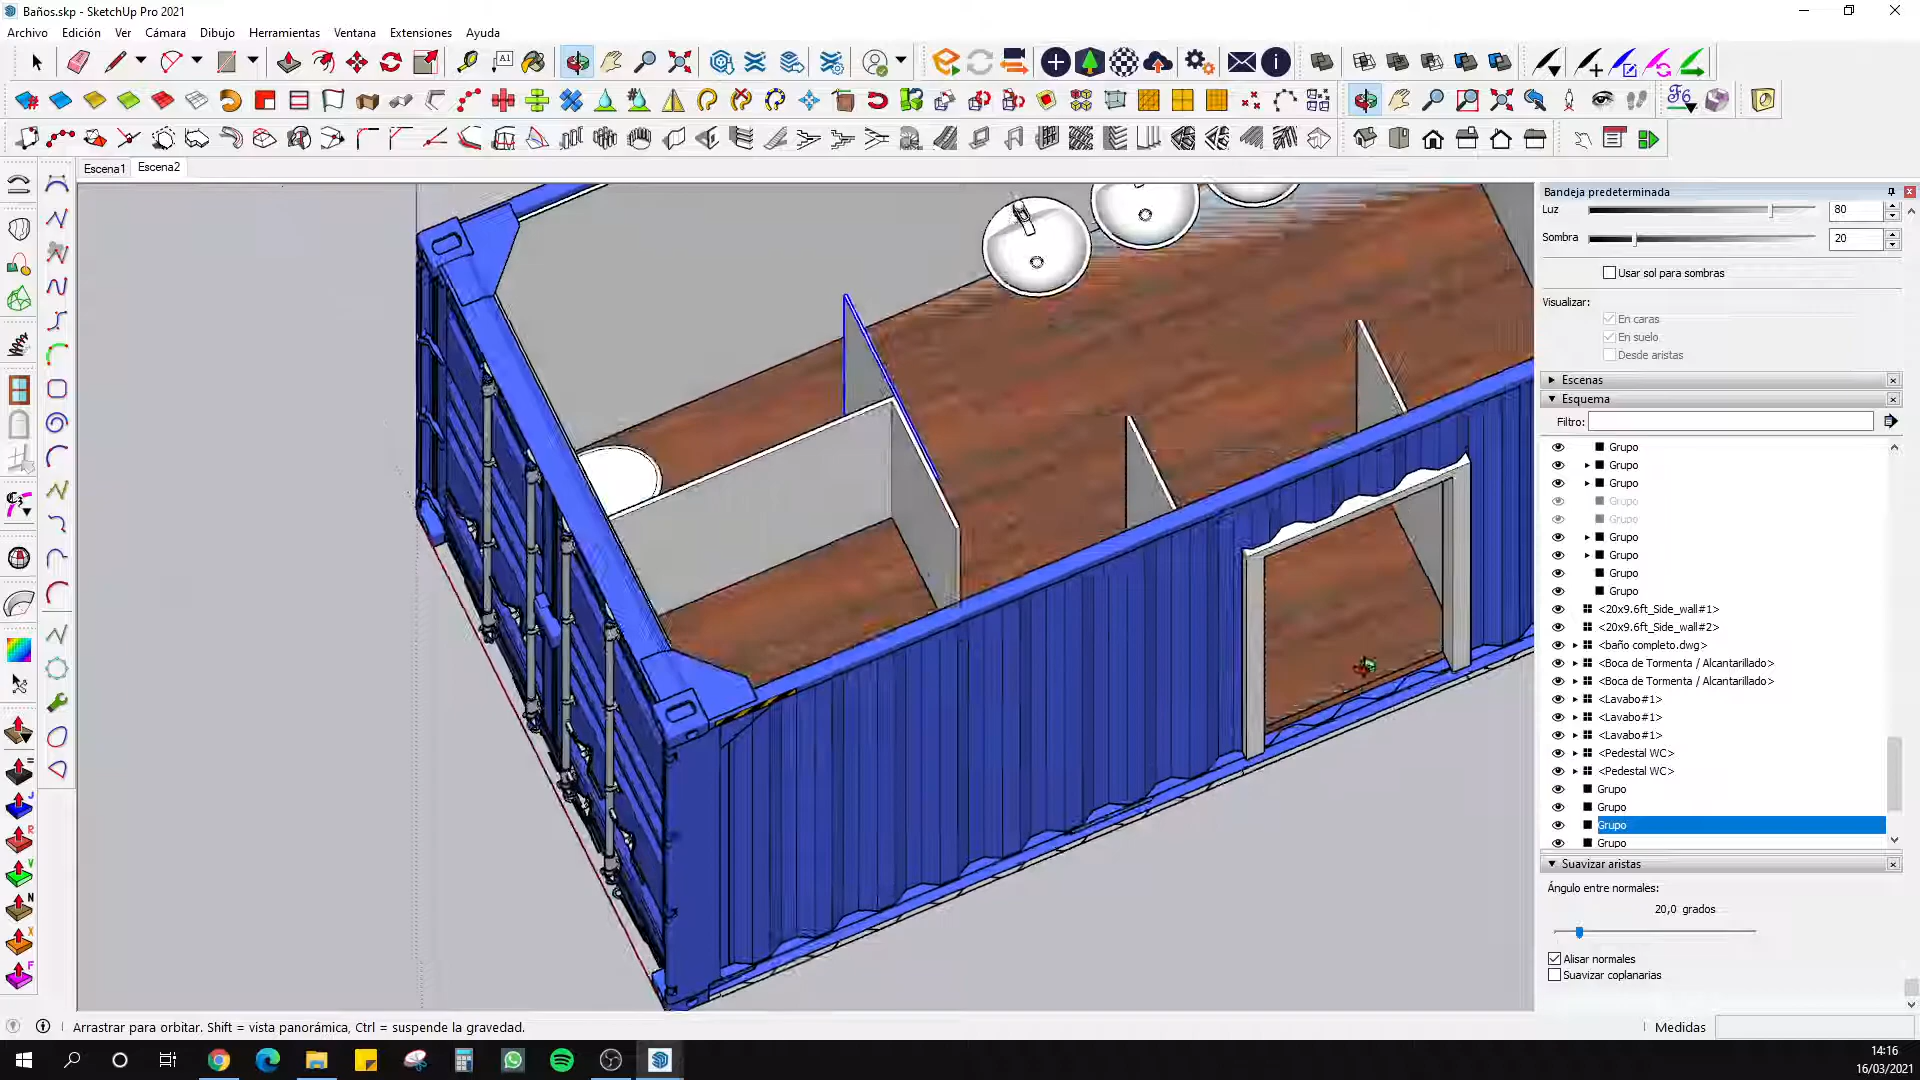 Baños.skp - SketchUp Pro 2021
Archivo Edición Ver Cámara Dibujo Herramientas Ventana Extensiones Ayuda
Escena1 Escena2
Bandeja predeterminada
Luz 80
Sombra 20
Usar sol para sombras
Visualizar:
En caras
En suelo
Desde aristas
Escenas
Esquema
Filtro:
Grupo
Grupo
Grupo
Grupo
Grupo
Grupo
Grupo
Grupo
Grupo
<20x9.6ft_Side_wall#1>
<20x9.6ft_Side_wall#2>
<baño completo.dwg>
<Boca de Tormenta / Alcantarillado>
<Boca de Tormenta / Alcantarillado>
<Lavabo#1>
<Lavabo#1>
<Lavabo#1>
<Pedestal WC>
<Pedestal WC>
Grupo
Grupo
Grupo
Grupo
Suavizar aristas
Ángulo entre normales:
20,0 grados
Alisar normales
Suavizar coplanarias
Arrastrar para orbitar. Shift = vista panorámica, Ctrl = suspende la gravedad.
Medidas
14:16
16/03/2021